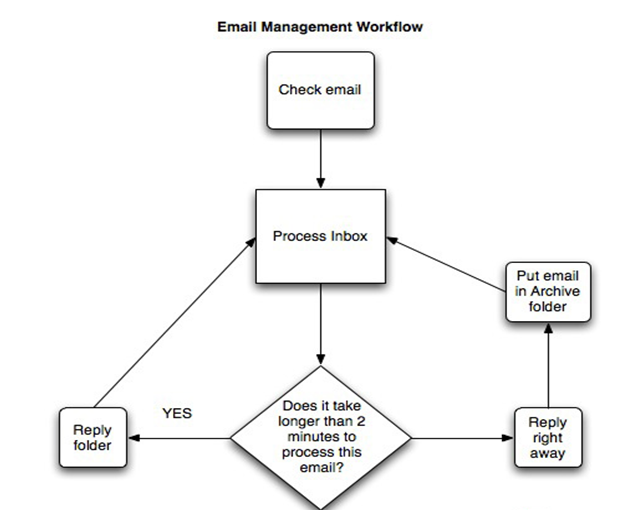 Email Management Workflow
Check email
Process Inbox
Put email
in Archive
folder
Does it take
longer than 2
minutes to
process this
email?
YES
Reply
folder
Reply
right
away